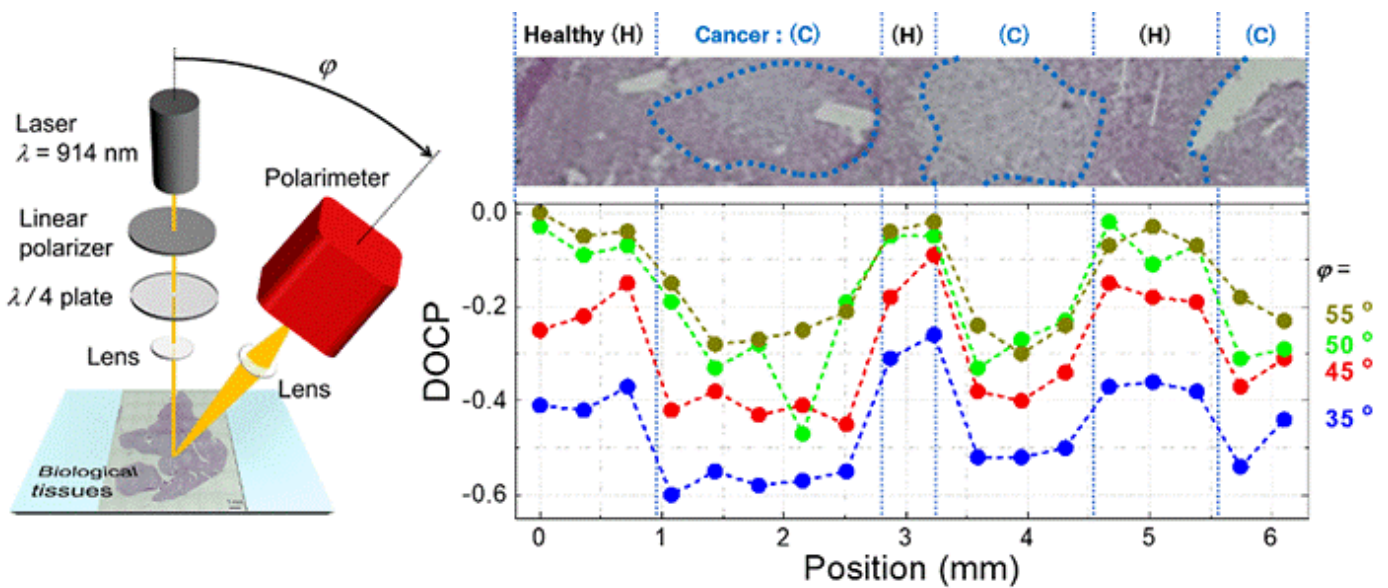 φ
Laser
λ = 914 nm
Polarimeter
Linear
polarizer
λ / 4 plate
Lens
Lens
Biological
tissues
Healthy (H)
Cancer : (C)
(H)
(C)
(H)
(C)
0.0
-0.2
-0.4
-0.6
DOCP
0
1
2
3
4
5
6
Position (mm)
φ =
55 °
50 °
45 °
35 °